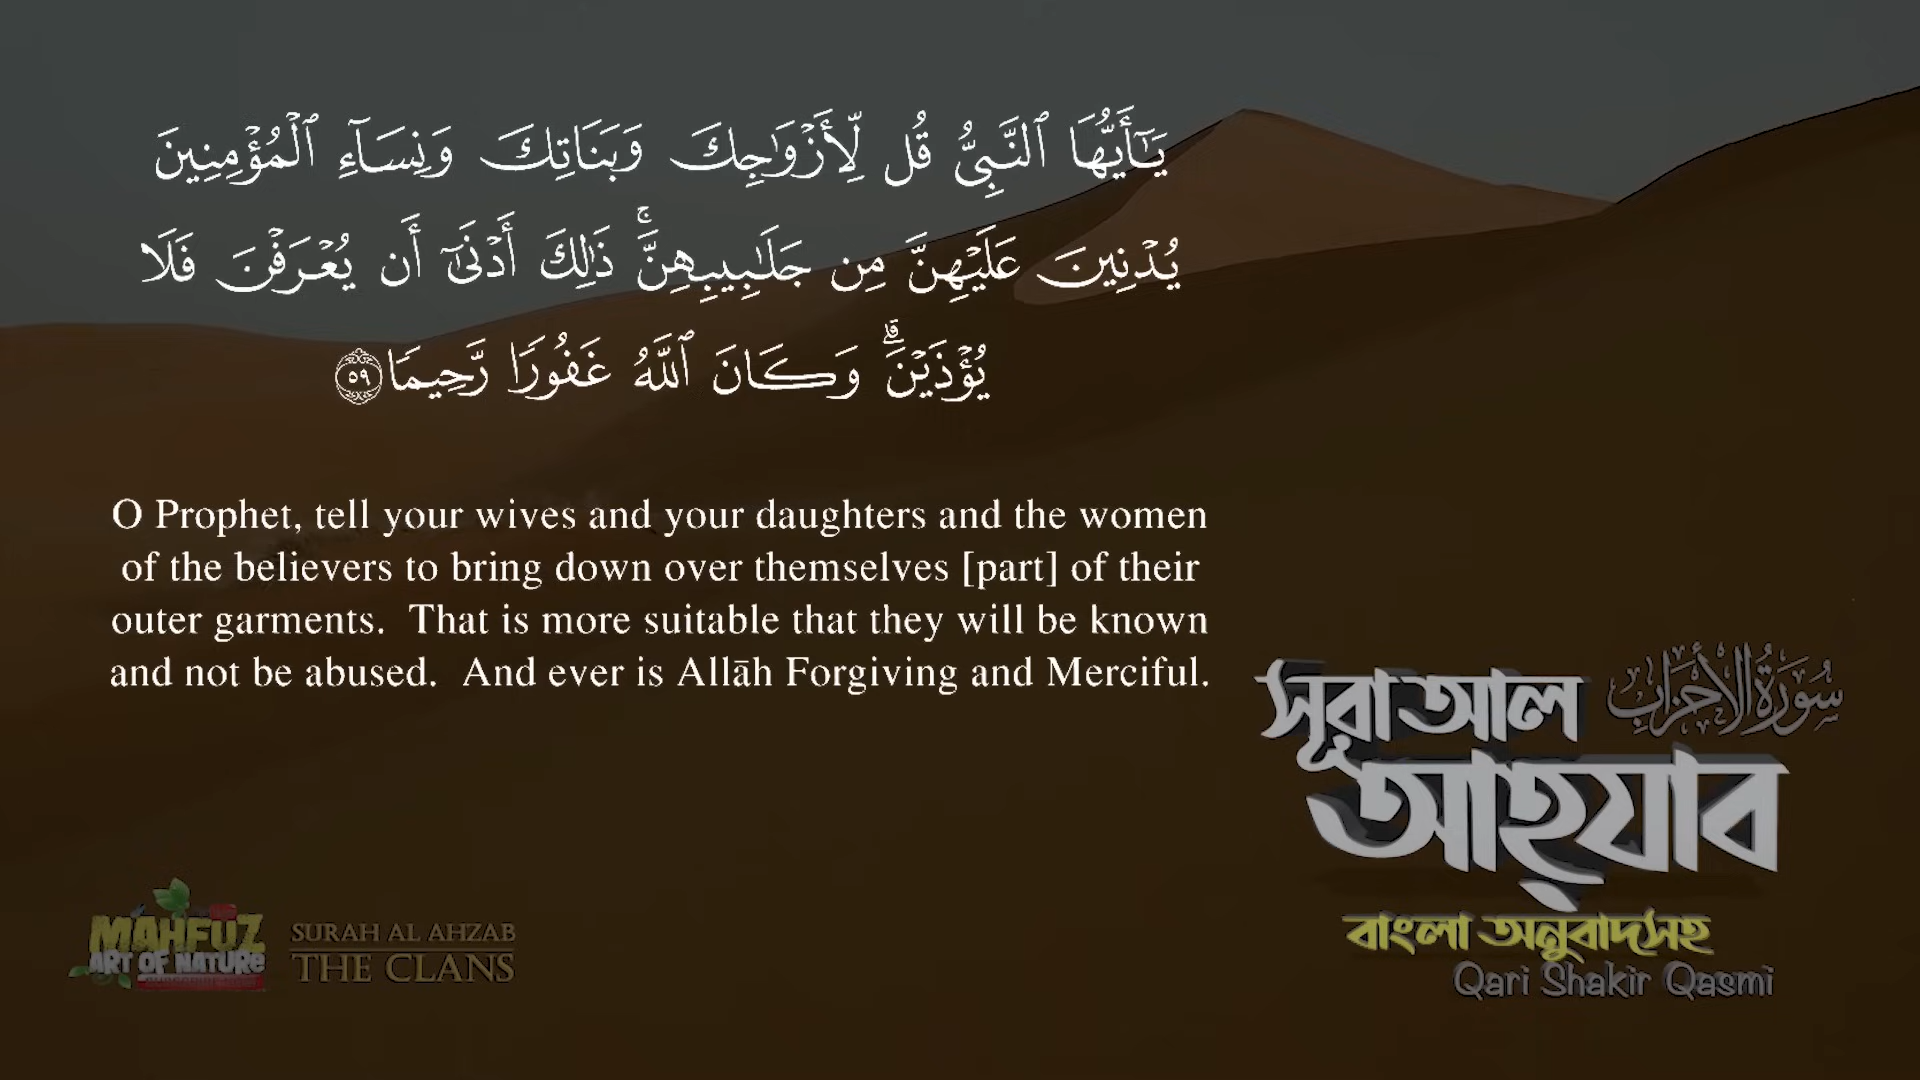 يَـٰٓأَيُّهَا ٱلنَّبِىُّ قُل لِّأَزْوَٰجِكَ وَبَنَاتِكَ وَنِسَآءِ ٱلْمُؤْمِنِينَ
يُدْنِينَ عَلَيْهِنَّ مِن جَلَـٰبِيبِهِنَّ ۚ ذَٰلِكَ أَدْنَىٰٓ أَن يُعْرَفْنَ فَلَا
يُؤْذَيْنَ ۗ وَكَانَ ٱللَّهُ غَفُورًا رَّحِيمًا ٥٩
O Prophet, tell your wives and your daughters and the women
of the believers to bring down over themselves [part] of their
outer garments. That is more suitable that they will be known
and not be abused. And ever is Allāh Forgiving and Merciful.
সূরা আল
سورة الأحزاب
আহ্‌যাব
বাংলা অনুবাদসহ
Qari Shakir Qasmi
MAHFUZ
ART OF NATURE
SURAH AL AHZAB
THE CLANS